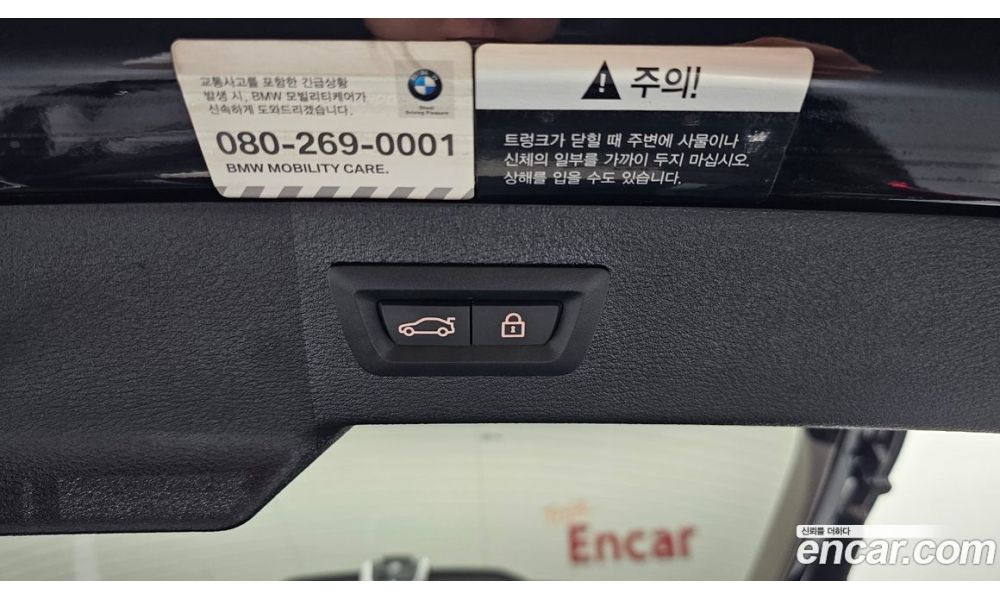 교통사고를 포함한 긴급상황
발생 시, BMW 모빌리티케어가
신속하게 도와드리겠습니다.
080-269-0001
BMW MOBILITY CARE.
Sheer
Driving Pleasure
주의!
트렁크가 닫힐 때 주변에 사물이나
신체의 일부를 가까이 두지 마십시오.
상해를 입을 수도 있습니다.
Encar
신뢰를 더하다
encar.com